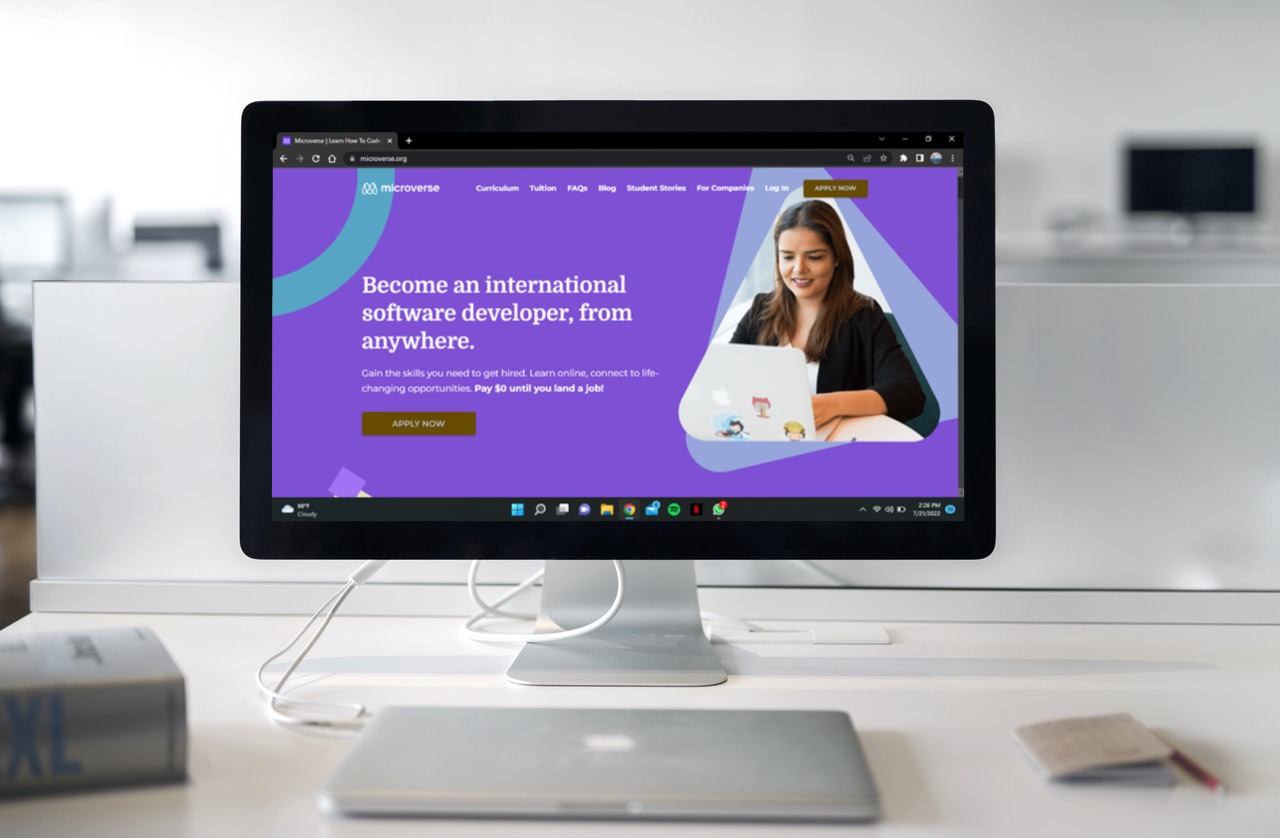 Microverse | Learn How To Code
microverse.org
microverse
Curriculum Tuition FAQs Blog Student Stories For Companies Log In APPLY NOW
Become an international
software developer, from
anywhere.
Gain the skills you need to get hired. Learn online, connect to life-
changing opportunities. Pay $0 until you land a job!
APPLY NOW
Cloudy
2:26 PM
7/21/2022
XL